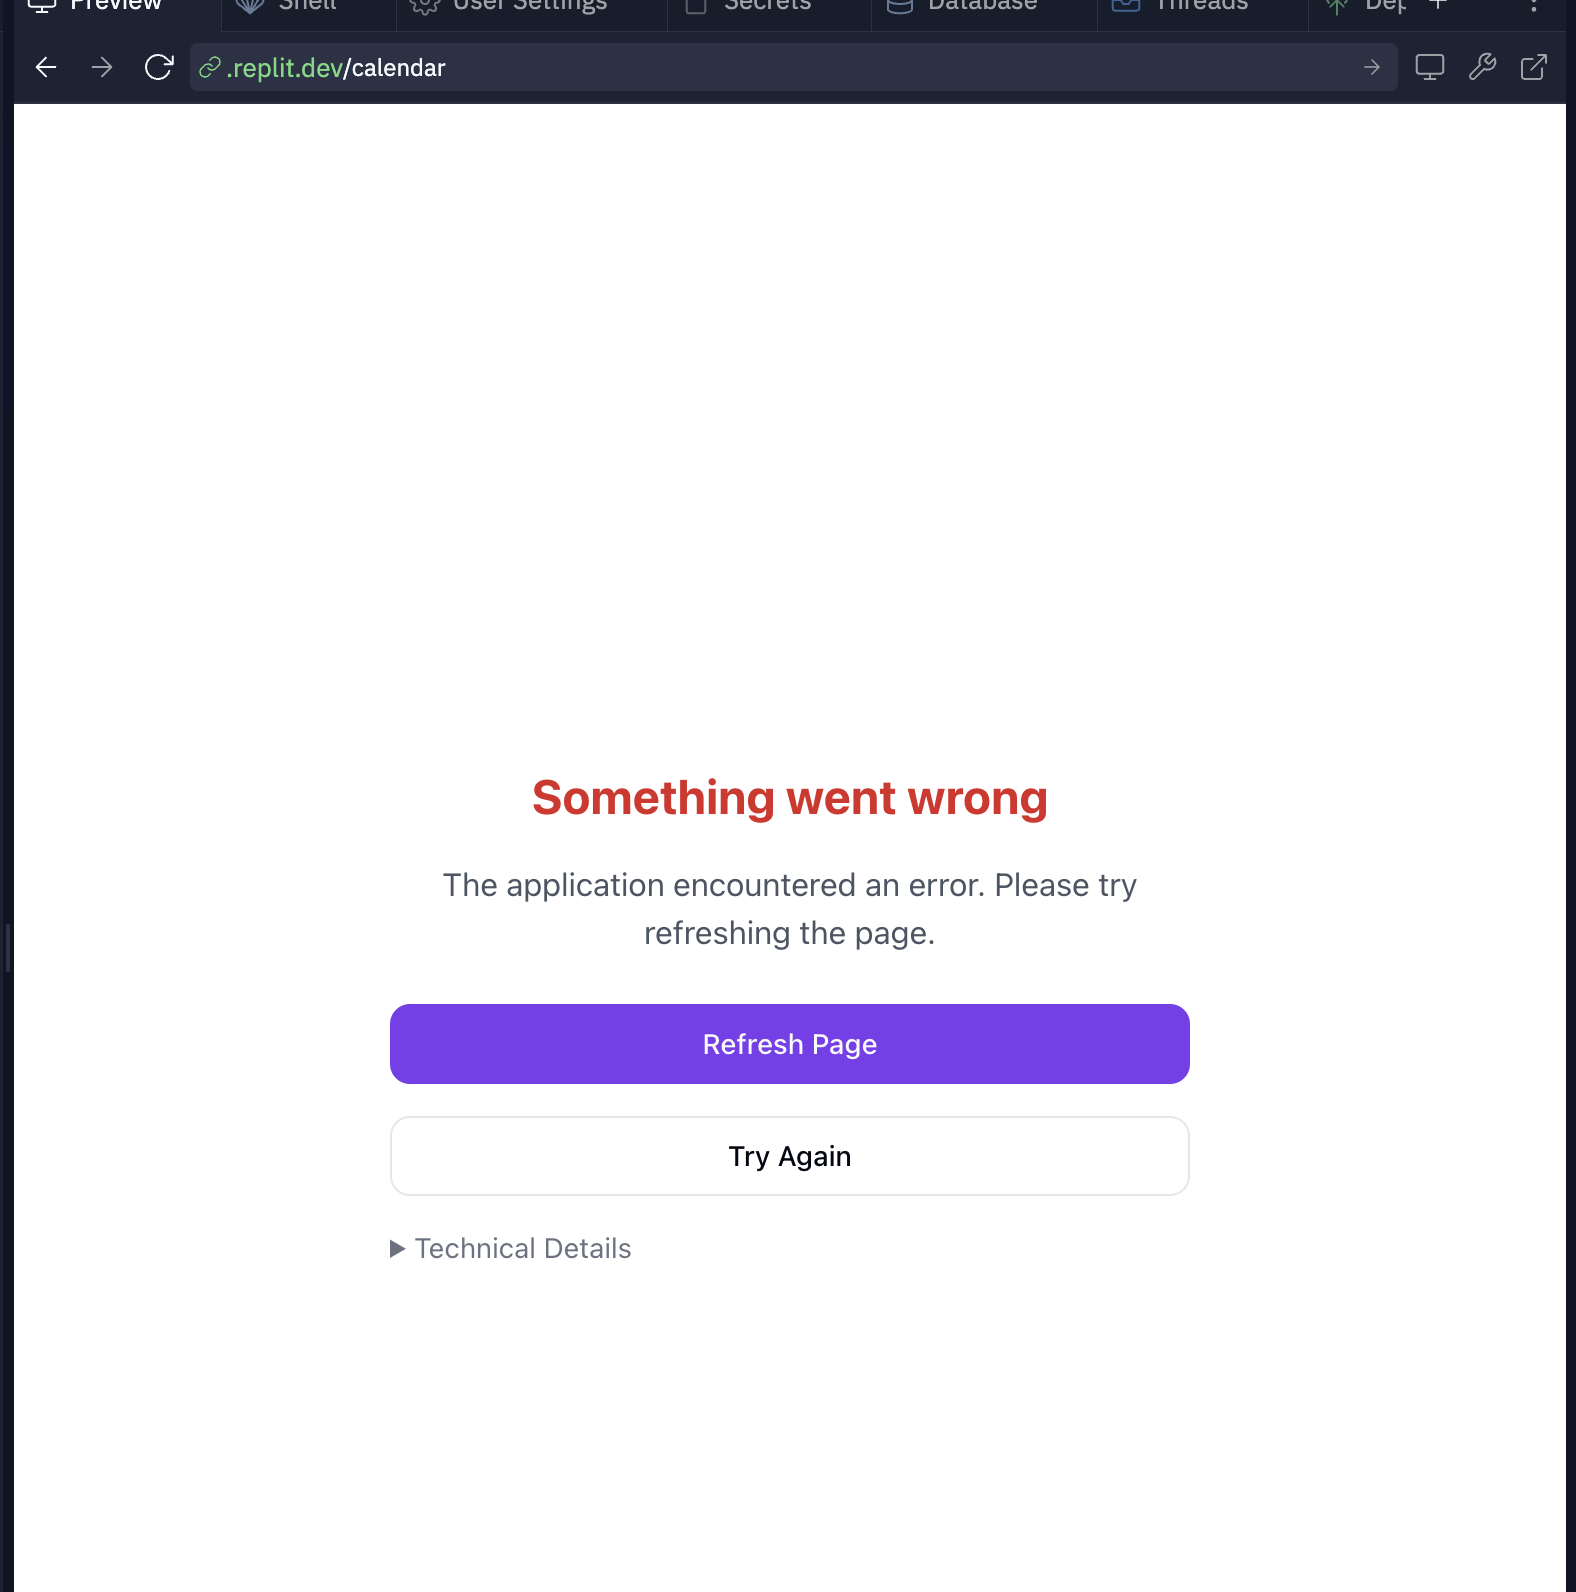 Preview
Shell
User Settings
Secrets
Database
Threads
Dep
.replit.dev/calendar
Something went wrong
The application encountered an error. Please try
refreshing the page.
Refresh Page
Try Again
Technical Details